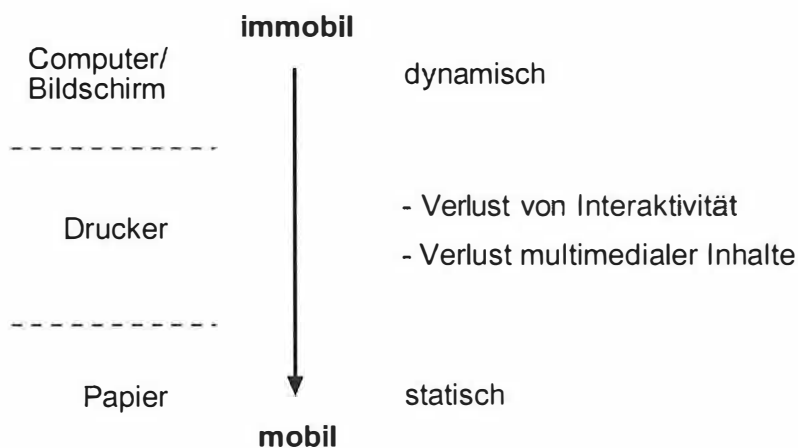 immobil
Computer/
Bildschirm
dynamisch
Drucker
- Verlust von Interaktivität
- Verlust multimedialer Inhalte
Papier
statisch
mobil